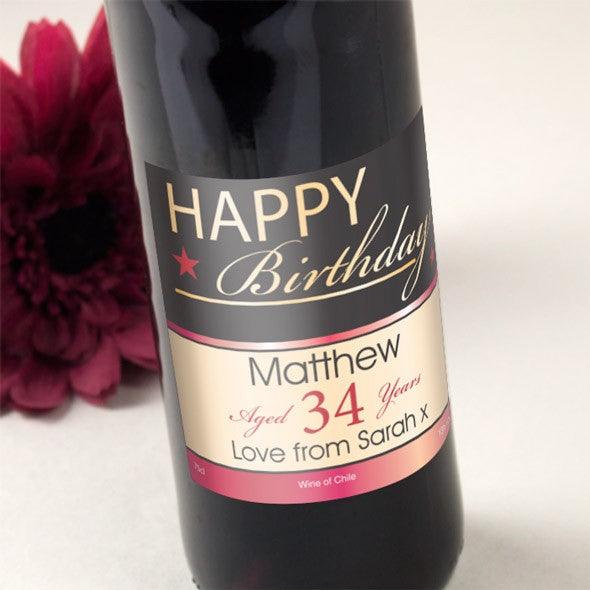 HAPPY
Birthday
Matthew
Aged 34 Years
Love from Sarah x
75cl
Wine of Chile